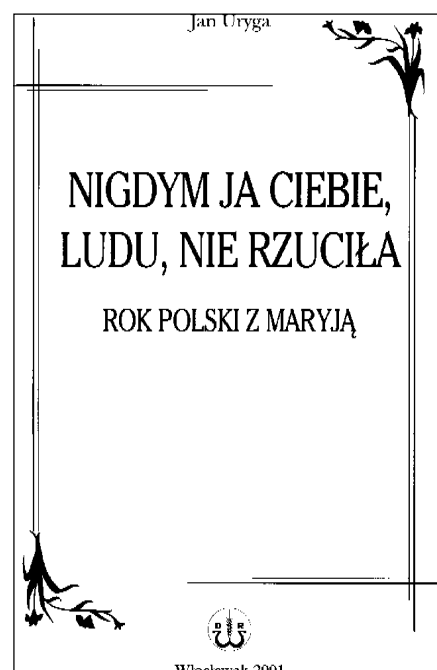 Jan Uryga
NIGDYM JA CIEBIE,
LUDU, NIE RZUCIŁA
ROK POLSKI Z MARYJĄ
D R
W
Włocławek 2001